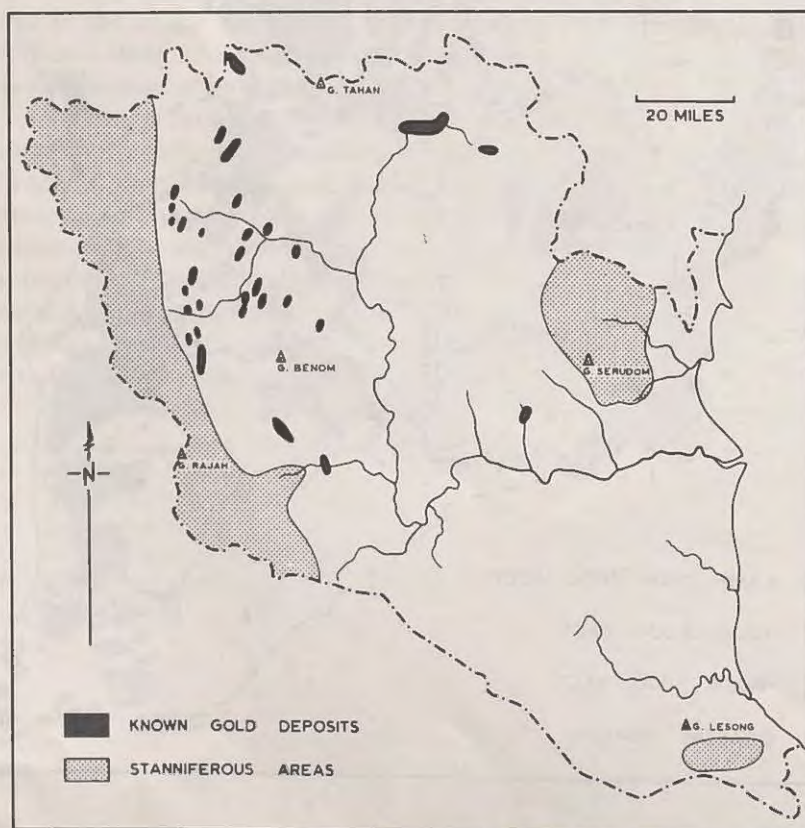 G. TAHAN
20 MILES
G. BENOM
G. SERUDOM
G. RAJAH
N
G. LESONG
KNOWN GOLD DEPOSITS
STANNIFEROUS AREAS